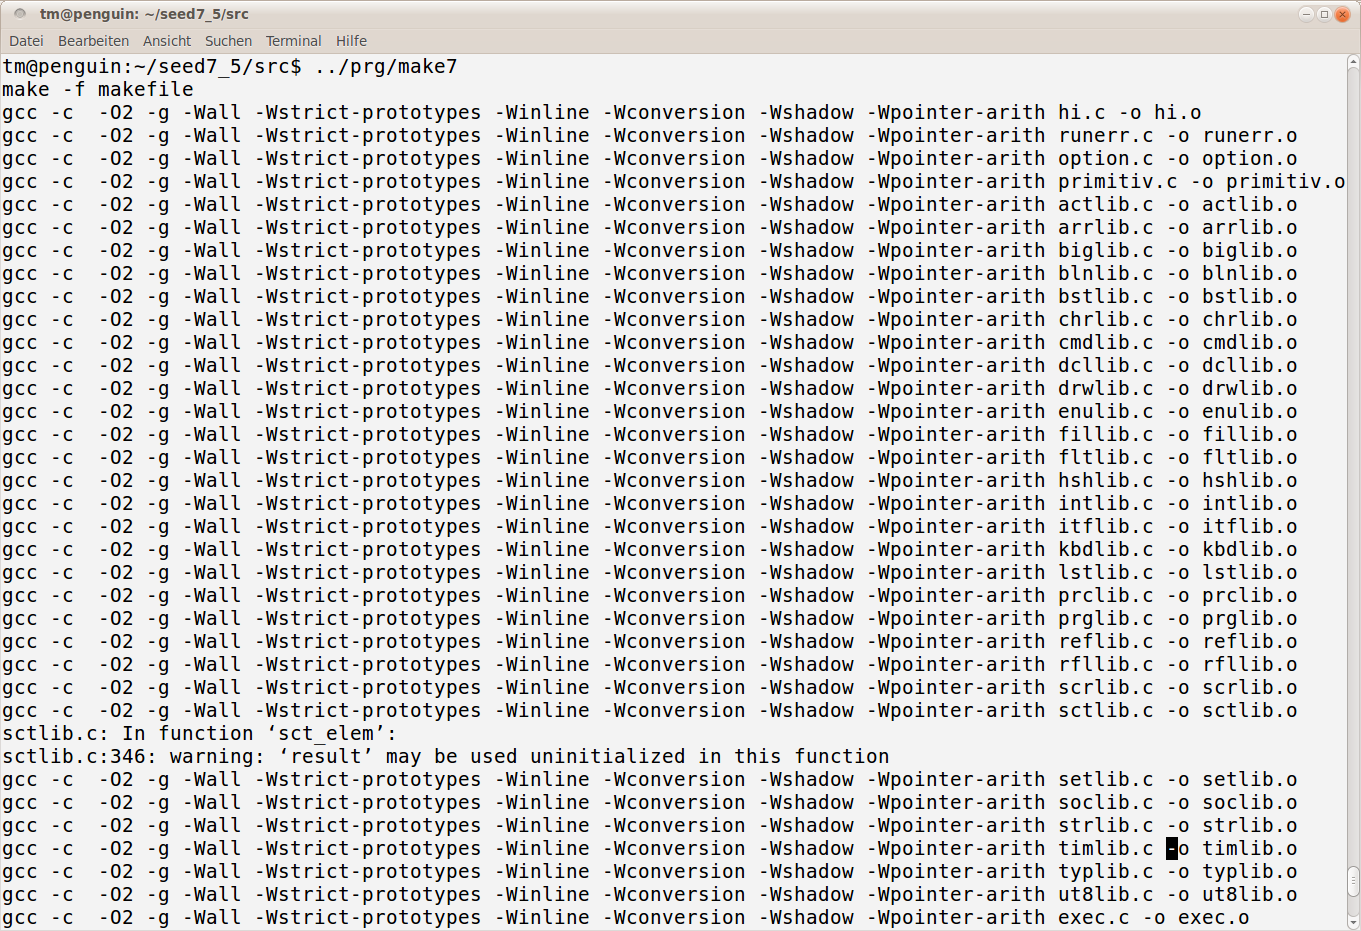 tm@penguin: ~/seed7_5/src
Datei Bearbeiten Ansicht Suchen Terminal Hilfe
tm@penguin:~/seed7_5/src$ ../prg/make7
make -f makefile
gcc -c  -O2 -g -Wall -Wstrict-prototypes -Winline -Wconversion -Wshadow -Wpointer-arith hi.c -o hi.o
gcc -c  -O2 -g -Wall -Wstrict-prototypes -Winline -Wconversion -Wshadow -Wpointer-arith runerr.c -o runerr.o
gcc -c  -O2 -g -Wall -Wstrict-prototypes -Winline -Wconversion -Wshadow -Wpointer-arith option.c -o option.o
gcc -c  -O2 -g -Wall -Wstrict-prototypes -Winline -Wconversion -Wshadow -Wpointer-arith primitiv.c -o primitiv.o
gcc -c  -O2 -g -Wall -Wstrict-prototypes -Winline -Wconversion -Wshadow -Wpointer-arith actlib.c -o actlib.o
gcc -c  -O2 -g -Wall -Wstrict-prototypes -Winline -Wconversion -Wshadow -Wpointer-arith arrlib.c -o arrlib.o
gcc -c  -O2 -g -Wall -Wstrict-prototypes -Winline -Wconversion -Wshadow -Wpointer-arith biglib.c -o biglib.o
gcc -c  -O2 -g -Wall -Wstrict-prototypes -Winline -Wconversion -Wshadow -Wpointer-arith blnlib.c -o blnlib.o
gcc -c  -O2 -g -Wall -Wstrict-prototypes -Winline -Wconversion -Wshadow -Wpointer-arith bstlib.c -o bstlib.o
gcc -c  -O2 -g -Wall -Wstrict-prototypes -Winline -Wconversion -Wshadow -Wpointer-arith chrlib.c -o chrlib.o
gcc -c  -O2 -g -Wall -Wstrict-prototypes -Winline -Wconversion -Wshadow -Wpointer-arith cmdlib.c -o cmdlib.o
gcc -c  -O2 -g -Wall -Wstrict-prototypes -Winline -Wconversion -Wshadow -Wpointer-arith dcllib.c -o dcllib.o
gcc -c  -O2 -g -Wall -Wstrict-prototypes -Winline -Wconversion -Wshadow -Wpointer-arith drwlib.c -o drwlib.o
gcc -c  -O2 -g -Wall -Wstrict-prototypes -Winline -Wconversion -Wshadow -Wpointer-arith enulib.c -o enulib.o
gcc -c  -O2 -g -Wall -Wstrict-prototypes -Winline -Wconversion -Wshadow -Wpointer-arith fillib.c -o fillib.o
gcc -c  -O2 -g -Wall -Wstrict-prototypes -Winline -Wconversion -Wshadow -Wpointer-arith fltlib.c -o fltlib.o
gcc -c  -O2 -g -Wall -Wstrict-prototypes -Winline -Wconversion -Wshadow -Wpointer-arith hshlib.c -o hshlib.o
gcc -c  -O2 -g -Wall -Wstrict-prototypes -Winline -Wconversion -Wshadow -Wpointer-arith intlib.c -o intlib.o
gcc -c  -O2 -g -Wall -Wstrict-prototypes -Winline -Wconversion -Wshadow -Wpointer-arith itflib.c -o itflib.o
gcc -c  -O2 -g -Wall -Wstrict-prototypes -Winline -Wconversion -Wshadow -Wpointer-arith kbdlib.c -o kbdlib.o
gcc -c  -O2 -g -Wall -Wstrict-prototypes -Winline -Wconversion -Wshadow -Wpointer-arith lstlib.c -o lstlib.o
gcc -c  -O2 -g -Wall -Wstrict-prototypes -Winline -Wconversion -Wshadow -Wpointer-arith prclib.c -o prclib.o
gcc -c  -O2 -g -Wall -Wstrict-prototypes -Winline -Wconversion -Wshadow -Wpointer-arith prglib.c -o prglib.o
gcc -c  -O2 -g -Wall -Wstrict-prototypes -Winline -Wconversion -Wshadow -Wpointer-arith reflib.c -o reflib.o
gcc -c  -O2 -g -Wall -Wstrict-prototypes -Winline -Wconversion -Wshadow -Wpointer-arith rfllib.c -o rfllib.o
gcc -c  -O2 -g -Wall -Wstrict-prototypes -Winline -Wconversion -Wshadow -Wpointer-arith scrlib.c -o scrlib.o
gcc -c  -O2 -g -Wall -Wstrict-prototypes -Winline -Wconversion -Wshadow -Wpointer-arith sctlib.c -o sctlib.o
sctlib.c: In function ‘sct_elem’:
sctlib.c:346: warning: ‘result’ may be used uninitialized in this function
gcc -c  -O2 -g -Wall -Wstrict-prototypes -Winline -Wconversion -Wshadow -Wpointer-arith setlib.c -o setlib.o
gcc -c  -O2 -g -Wall -Wstrict-prototypes -Winline -Wconversion -Wshadow -Wpointer-arith soclib.c -o soclib.o
gcc -c  -O2 -g -Wall -Wstrict-prototypes -Winline -Wconversion -Wshadow -Wpointer-arith strlib.c -o strlib.o
gcc -c  -O2 -g -Wall -Wstrict-prototypes -Winline -Wconversion -Wshadow -Wpointer-arith timlib.c -o timlib.o
gcc -c  -O2 -g -Wall -Wstrict-prototypes -Winline -Wconversion -Wshadow -Wpointer-arith typlib.c -o typlib.o
gcc -c  -O2 -g -Wall -Wstrict-prototypes -Winline -Wconversion -Wshadow -Wpointer-arith ut8lib.c -o ut8lib.o
gcc -c  -O2 -g -Wall -Wstrict-prototypes -Winline -Wconversion -Wshadow -Wpointer-arith exec.c -o exec.o